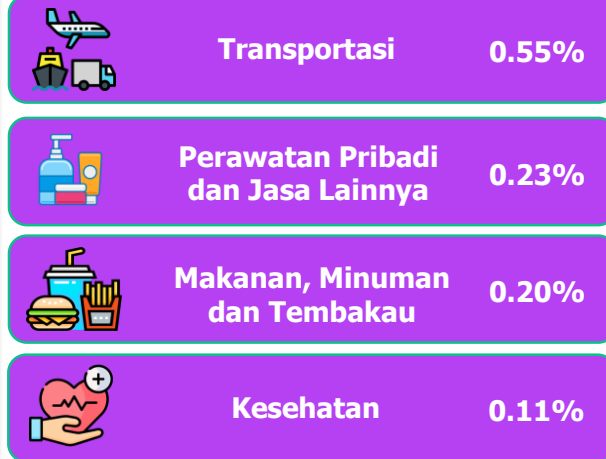 Transportasi 0.55%
Perawatan Pribadi
dan Jasa Lainnya 0.23%
Makanan, Minuman
dan Tembakau 0.20%
Kesehatan 0.11%